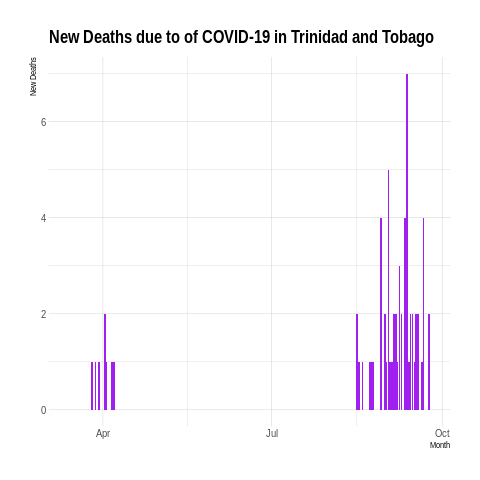 New Deaths due to of COVID-19 in Trinidad and Tobago
New Deaths
6
4
2
0
Apr
Jul
Oct
Month